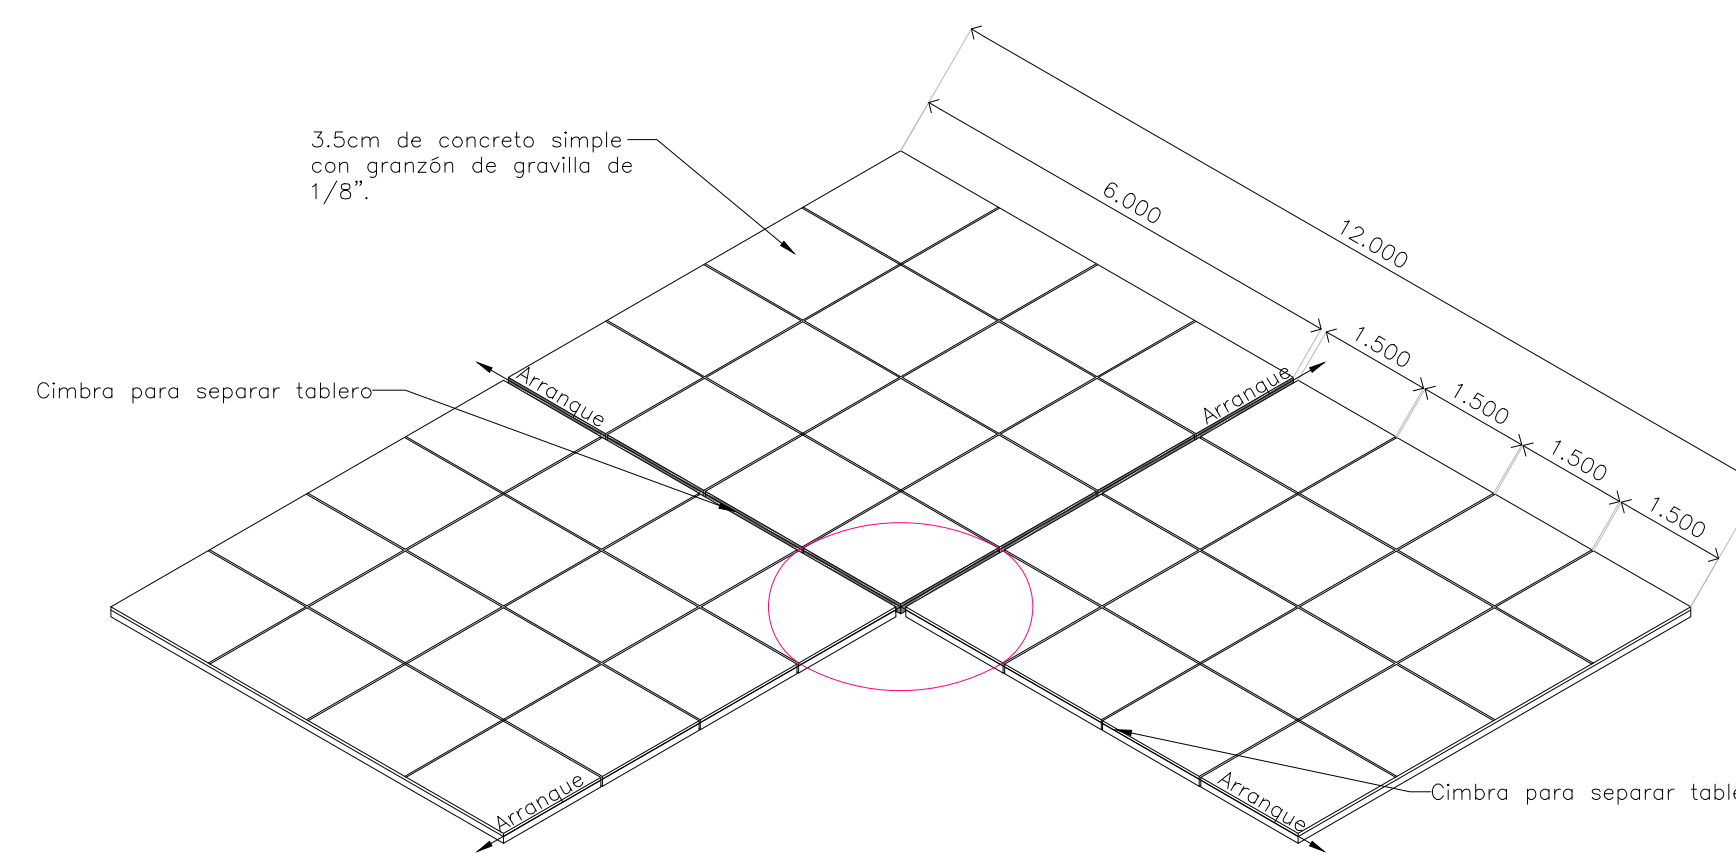 3.5cm de concreto simple
con granzón de gravilla de
1/8”.
6.000
12.000
1.500
1.500
1.500
1.500
Cimbra para separar tablero
Arranque
Arranque
Arranque
Arranque
Cimbra para separar